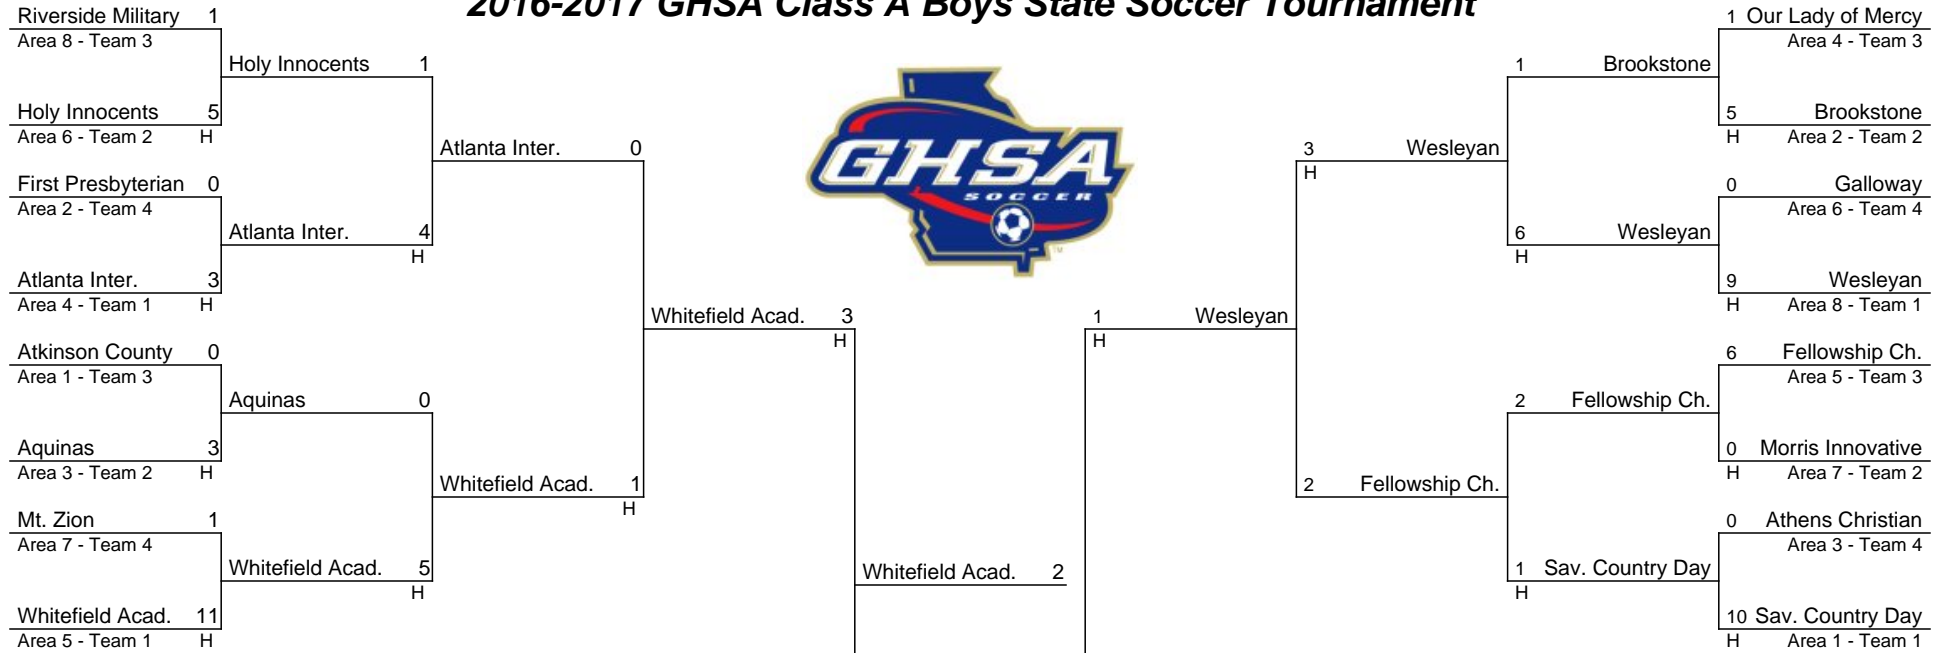 2016-2017 GHSA Class A Boys State Soccer Tournament
Riverside Military 1
Area 8 - Team 3
Holy Innocents 1
Holy Innocents 5
Area 6 - Team 2 H
Atlanta Inter. 0
First Presbyterian 0
Area 2 - Team 4
Atlanta Inter. 4
H
Atlanta Inter. 3
Area 4 - Team 1 H
Whitefield Acad. 3
H
Atkinson County 0
Area 1 - Team 3
Aquinas 0
Aquinas 3
Area 3 - Team 2 H
Whitefield Acad. 1
H
Mt. Zion 1
Area 7 - Team 4
Whitefield Acad. 5
H
Whitefield Acad. 11
Area 5 - Team 1 H
Whitefield Acad. 2
GHSA
SOCCER
TM
1 Our Lady of Mercy
Area 4 - Team 3
1 Brookstone
5 Brookstone
H Area 2 - Team 2
3 Wesleyan
H
0 Galloway
Area 6 - Team 4
6 Wesleyan
H
9 Wesleyan
H Area 8 - Team 1
1 Wesleyan
H
6 Fellowship Ch.
Area 5 - Team 3
2 Fellowship Ch.
0 Morris Innovative
H Area 7 - Team 2
2 Fellowship Ch.
0 Athens Christian
Area 3 - Team 4
1 Sav. Country Day
H
10 Sav. Country Day
H Area 1 - Team 1